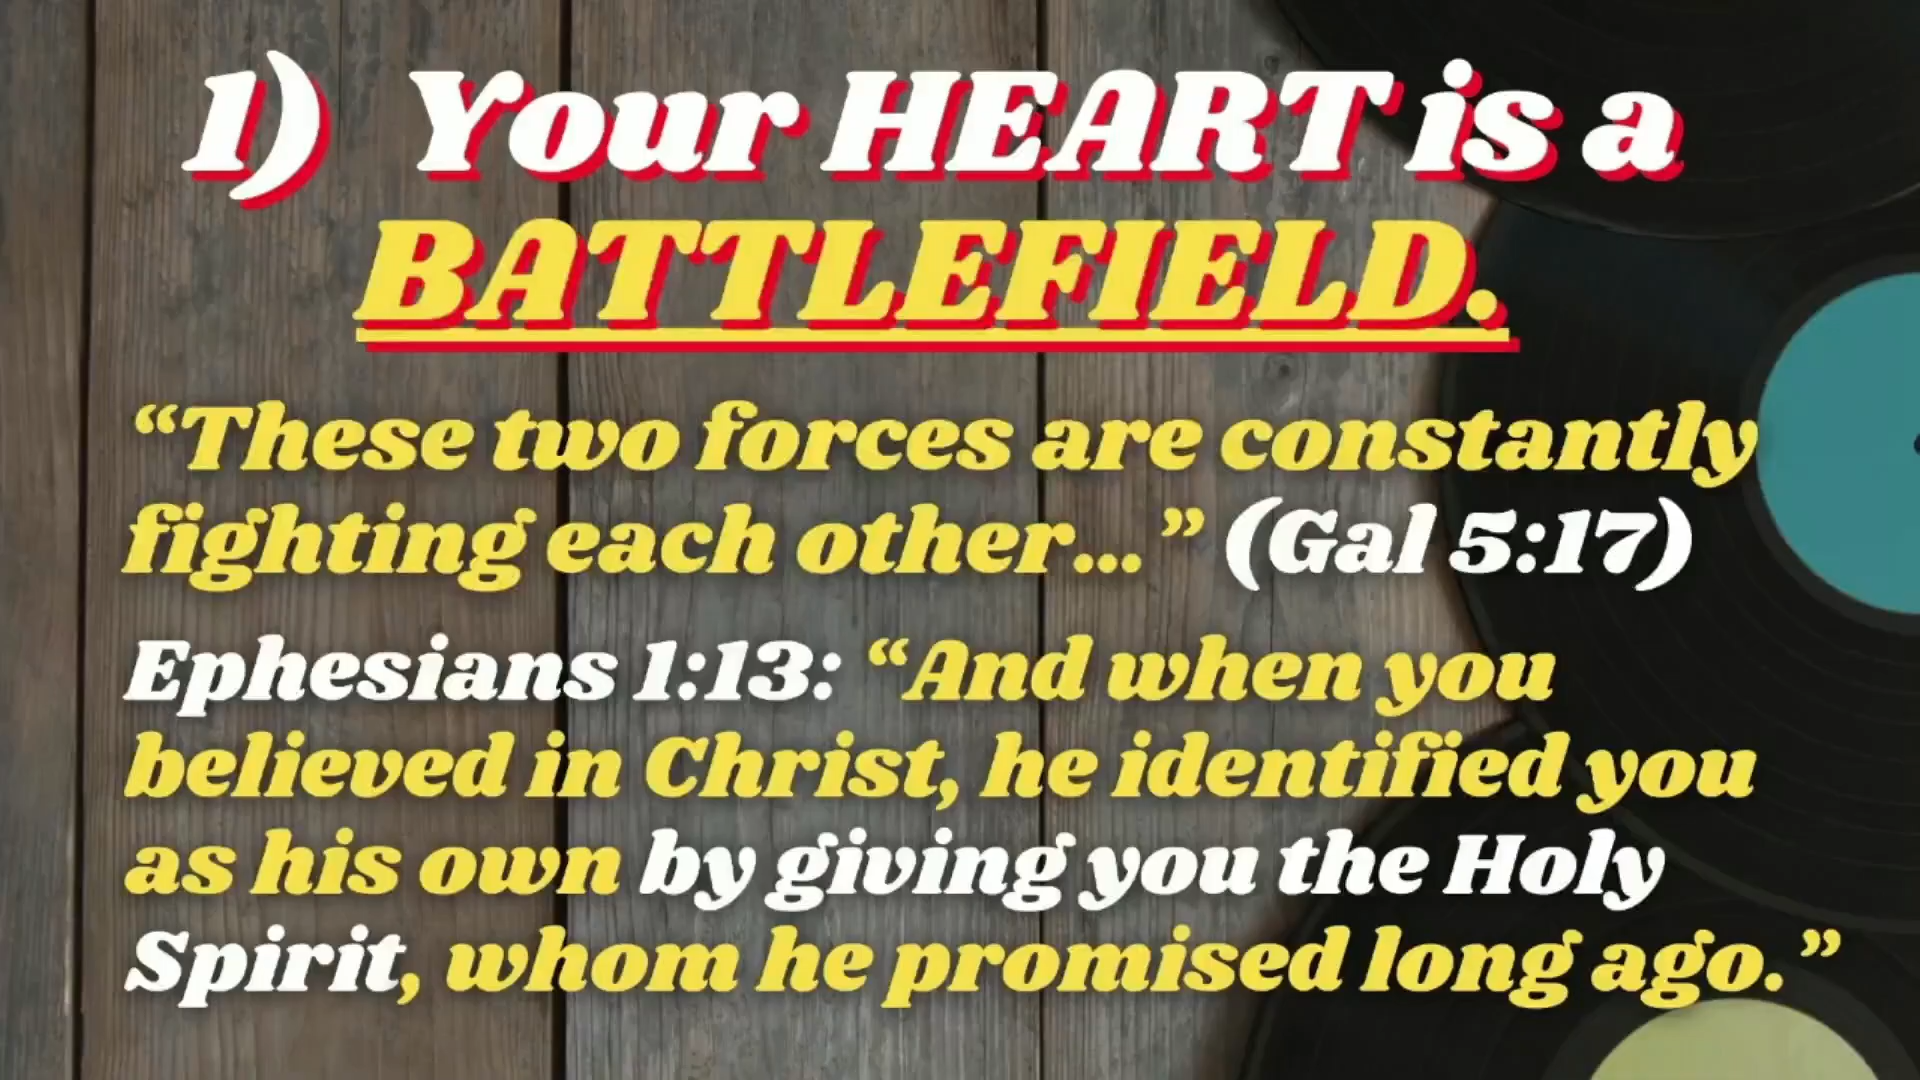 1) Your HEART is a
BATTLEFIELD.
“These two forces are constantly
fighting each other...” (Gal 5:17)
Ephesians 1:13: “And when you
believed in Christ, he identified you
as his own by giving you the Holy
Spirit, whom he promised long ago.”